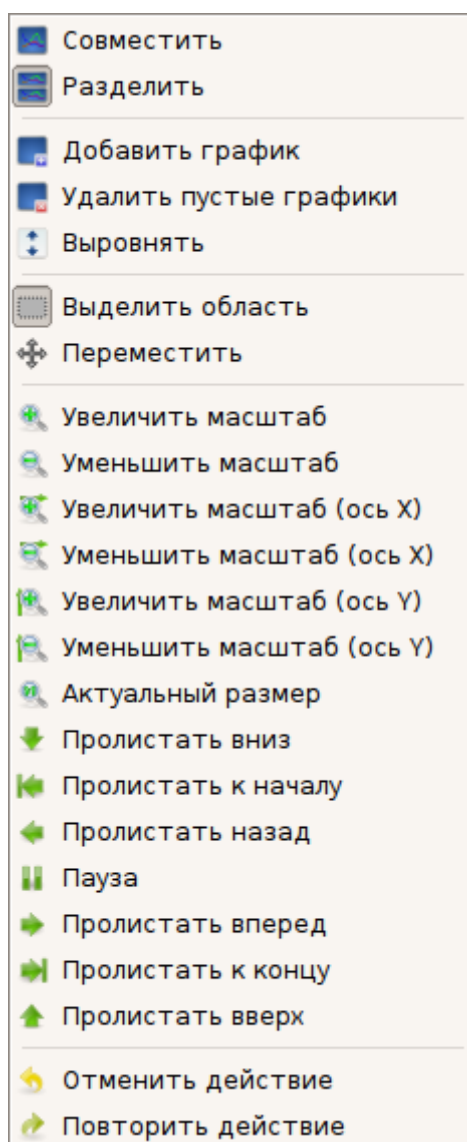 Совместить
Разделить
Добавить график
Удалить пустые графики
Выровнять
Выделить область
Переместить
Увеличить масштаб
Уменьшить масштаб
Увеличить масштаб (ось X)
Уменьшить масштаб (ось X)
Увеличить масштаб (ось Y)
Уменьшить масштаб (ось Y)
Актуальный размер
Пролистать вниз
Пролистать к началу
Пролистать назад
Пауза
Пролистать вперед
Пролистать к концу
Пролистать вверх
Отменить действие
Повторить действие